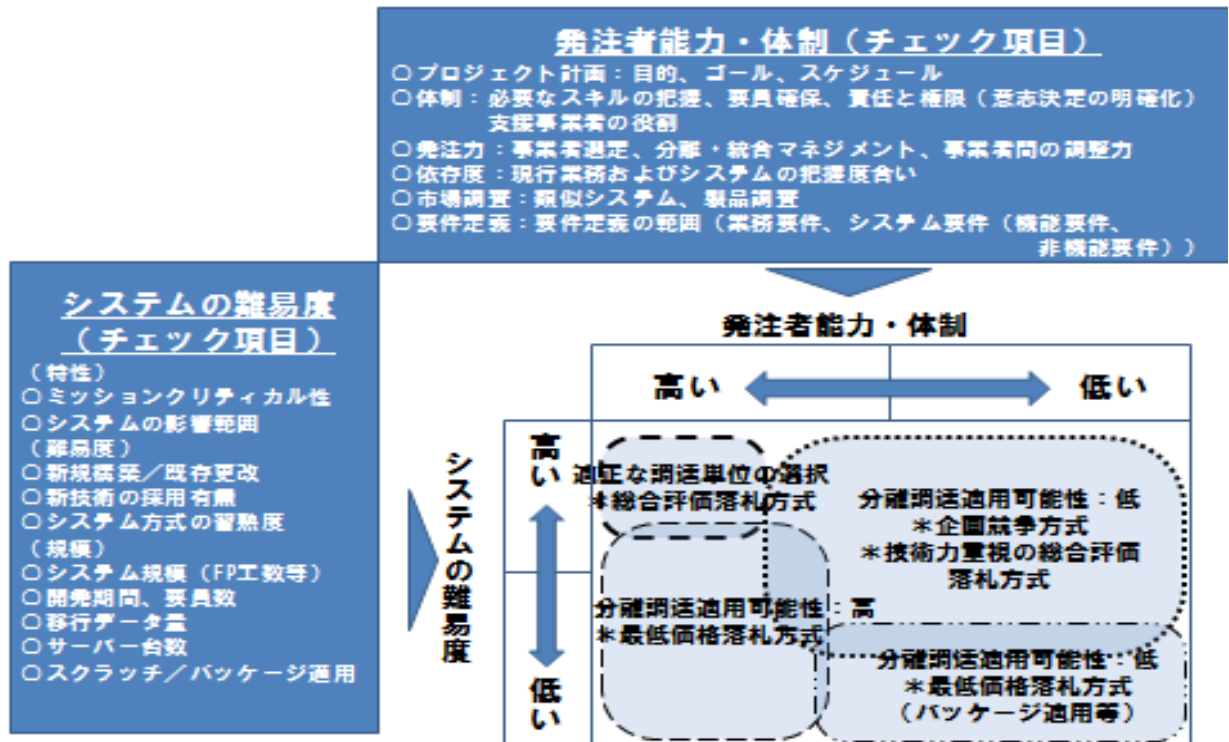 発注者能力・体制（チェック項目）
○プロジェクト計画：目的、ゴール、スケジュール
○体制：必要なスキルの把握、要員確保、責任と権限（意志決定の明確化）
支援事業者の役割
○発注力：事業者選定、分離・統合マネジメント、事業者間の調整力
○依存度：現行業務およびシステムの把握度合い
○市場調査：類似システム、製品調査
○要件定義：要件定義の範囲（業務要件、システム要件（機能要件、
非機能要件））
システムの難易度
（チェック項目）
（特性）
○ミッションクリティカル性
○システムの影響範囲
（難易度）
○新規構築／既存更改
○新技術の採用有無
○システム方式の習熟度
（規模）
○システム規模（FP工数等）
○開発期間、要員数
○移行データ量
○サーバー台数
○スクラッチ／パッケージ適用
発注者能力・体制
高い
低い
システムの難易度
高い
低い
適正な調達単位の選択
＊総合評価落札方式
分離調達適用可能性：低
＊企画競争方式
＊技術力重視の総合評価
落札方式
分離調達適用可能性：高
＊最低価格落札方式
分離調達適用可能性：低
＊最低価格落札方式
（パッケージ適用等）